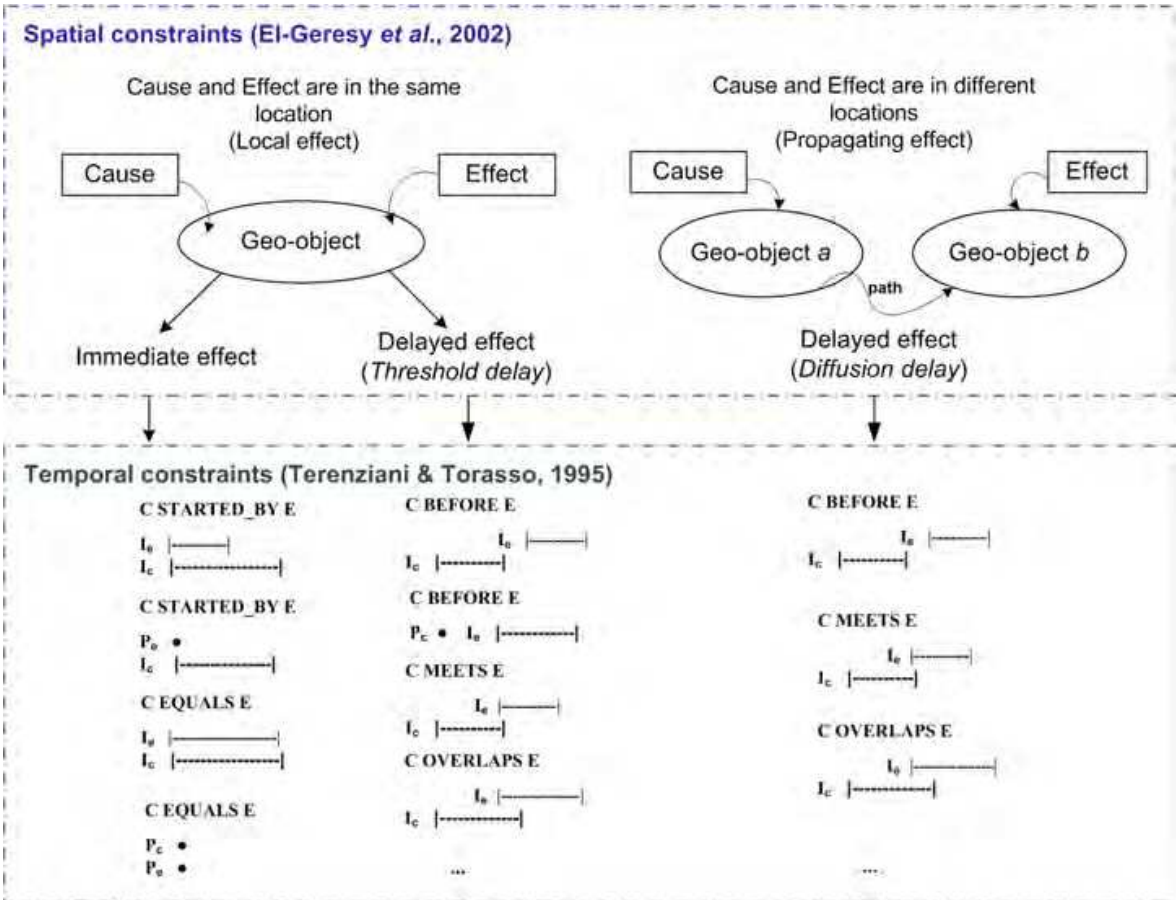 Spatial constraints (El-Geresy et al., 2002)
Cause and Effect are in the same
location
(Local effect)
Cause
Effect
Geo-object
Immediate effect
Delayed effect
(Threshold delay)
Cause and Effect are in different
locations
(Propagating effect)
Cause
Effect
Geo-object a
Geo-object b
path
Delayed effect
(Diffusion delay)
Temporal constraints (Terenziani & Torasso, 1995)
C STARTED_BY E
Ie
Ic
C STARTED_BY E
Pe
Ic
C EQUALS E
Ie
Ic
C EQUALS E
Pc
Pe
C BEFORE E
Ie
Ic
C BEFORE E
Pc Ie
C MEETS E
Ie
Ic
C OVERLAPS E
Ie
Ic
...
C BEFORE E
Ie
Ic
C MEETS E
Ie
Ic
C OVERLAPS E
Ie
Ic
...